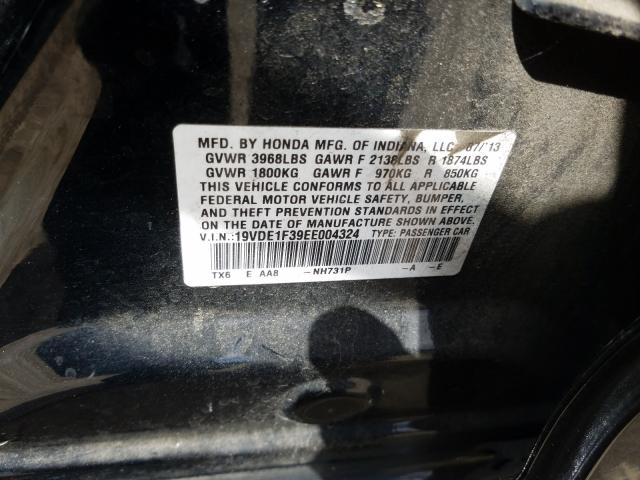 MFD. BY HONDA MFG. OF INDIANA, LLC 07/13
GVWR 3968LBS GAWR F 2138LBS R 1874LBS
GVWR 1800KG GAWR F 970KG R 850KG
THIS VEHICLE CONFORMS TO ALL APPLICABLE
FEDERAL MOTOR VEHICLE SAFETY, BUMPER,
AND THEFT PREVENTION STANDARDS IN EFFECT
ON THE DATE OF MANUFACTURE SHOWN ABOVE.
V.I.N.:19VDE1F39EE004324 TYPE: PASSENGER CAR
TX6 E AA8 -NH731P -A -E